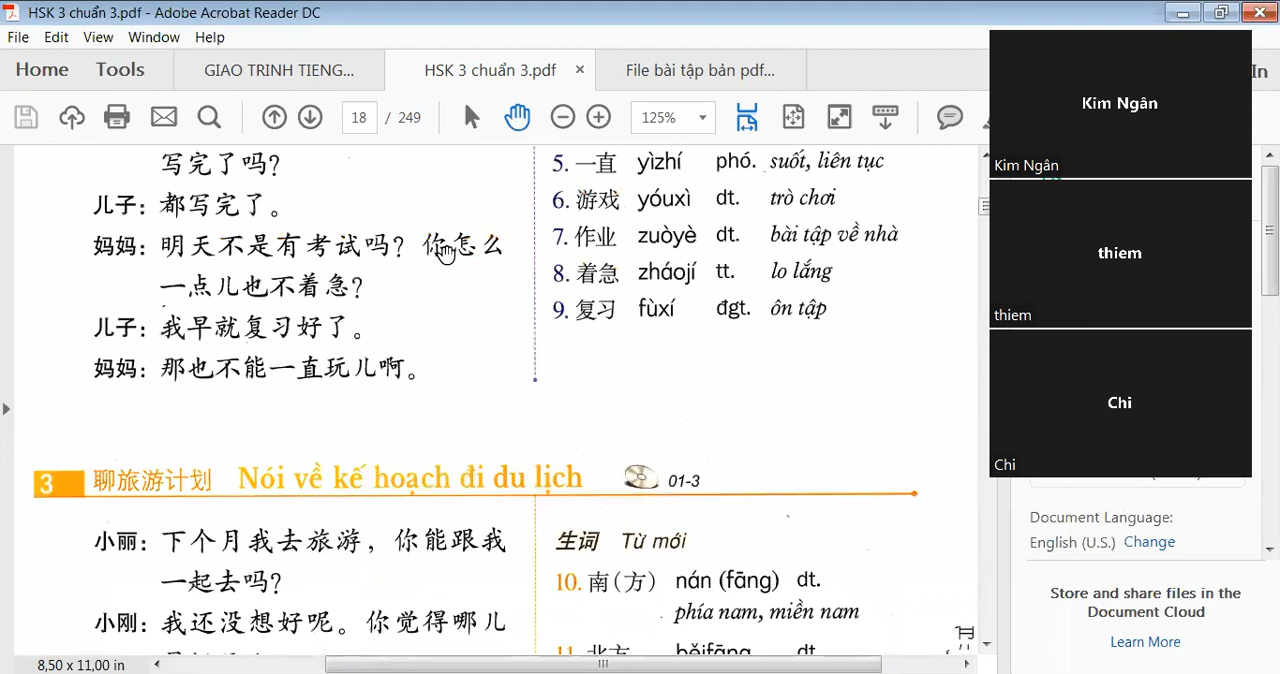 HSK 3 chuẩn 3.pdf - Adobe Acrobat Reader DC
File Edit View Window Help
Home Tools GIAO TRINH TIENG... HSK 3 chuẩn 3.pdf × File bài tập bản pdf... In
18 / 249 125%
写完了吗？
儿子：都写完了。
妈妈：明天不是有考试吗？你怎么
一点儿也不着急？
儿子：我早就复习好了。
妈妈：那也不能一直玩儿啊。
5. 一直 yìzhí phó. suốt, liên tục
6. 游戏 yóuxì dt. trò chơi
7. 作业 zuòyè dt. bài tập về nhà
8. 着急 zháojí tt. lo lắng
9. 复习 fùxí đgt. ôn tập
3 聊旅游计划 Nói về kế hoạch đi du lịch 01-3
小丽：下个月我去旅游，你能跟我
一起去吗？
小刚：我还没想好呢。你觉得哪儿
生词 Từ mới
10. 南（方） nán (fāng) dt.
phía nam, miền nam
11. 北方 běifāng dt.
8,50 x 11,00 in
Kim Ngân
Kim Ngân
thiem
thiem
Chi
Chi
Document Language:
English (U.S.) Change
Store and share files in the
Document Cloud
Learn More